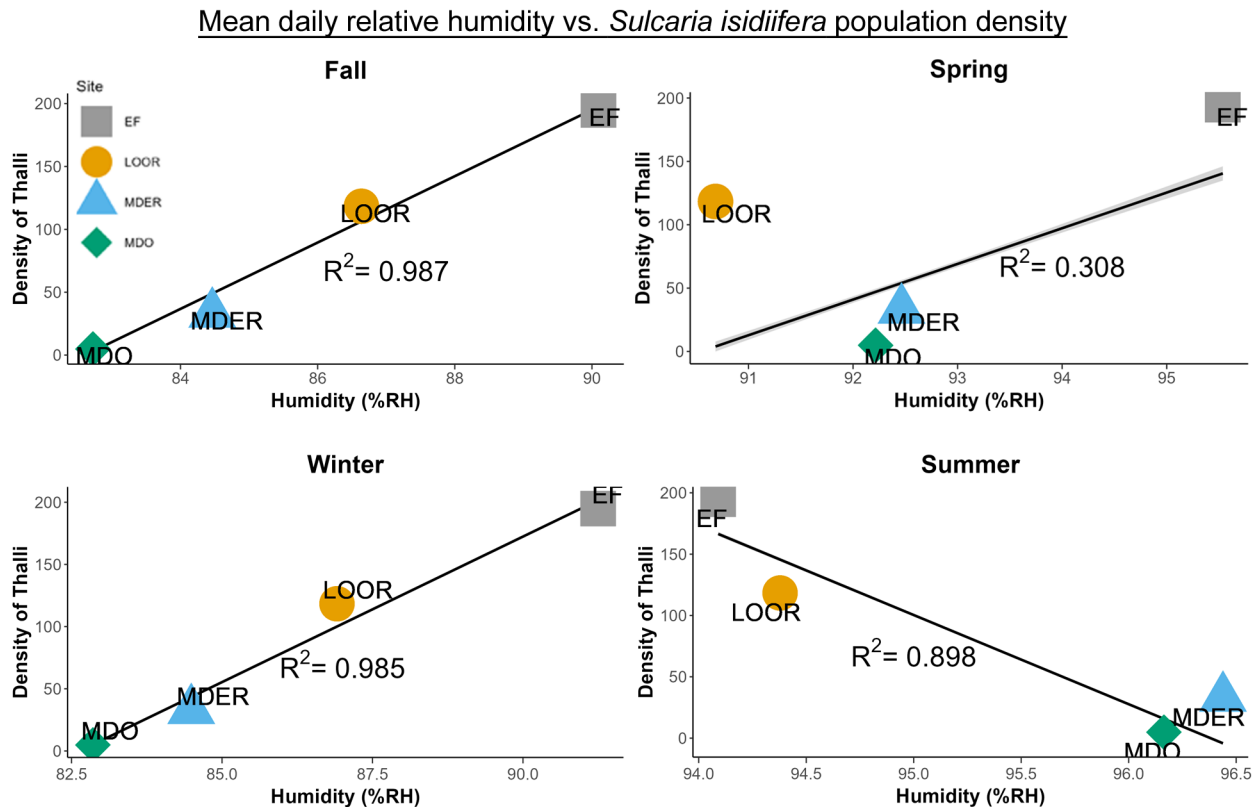 Mean daily relative humidity vs. Sulcaria isidiifera population density
Fall
Site
EF
LOOR
MDER
MDO
Density of Thalli
200
150
100
50
0
EF
LOOR
R²= 0.987
MDER
MDO
84
86
88
90
Humidity (%RH)
Spring
Density of Thalli
200
150
100
50
0
EF
LOOR
R²= 0.308
MDER
MDO
91
92
93
94
95
Humidity (%RH)
Winter
Density of Thalli
200
150
100
50
0
EF
LOOR
R²= 0.985
MDER
MDO
82.5
85.0
87.5
90.0
Humidity (%RH)
Summer
Density of Thalli
200
150
100
50
0
EF
LOOR
R²= 0.898
MDER
MDO
94.0
94.5
95.0
95.5
96.0
96.5
Humidity (%RH)